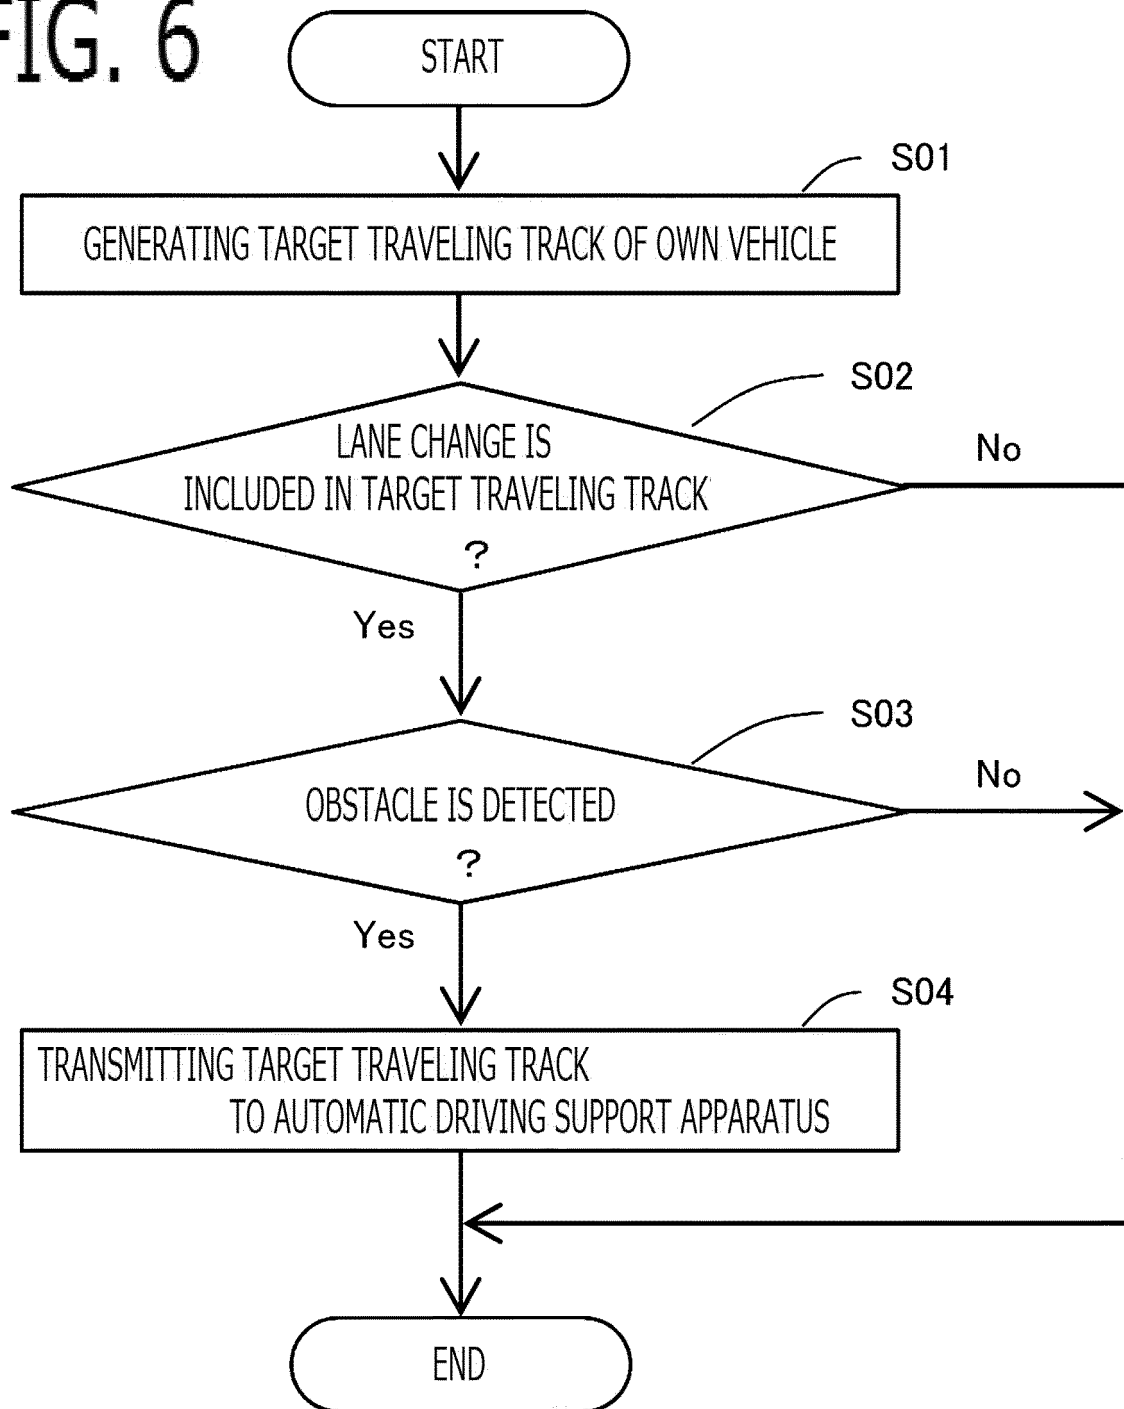 FIG. 6
START
S01
GENERATING TARGET TRAVELING TRACK OF OWN VEHICLE
S02
LANE CHANGE IS
INCLUDED IN TARGET TRAVELING TRACK
?
No
Yes
S03
OBSTACLE IS DETECTED
?
No
Yes
S04
TRANSMITTING TARGET TRAVELING TRACK
TO AUTOMATIC DRIVING SUPPORT APPARATUS
END